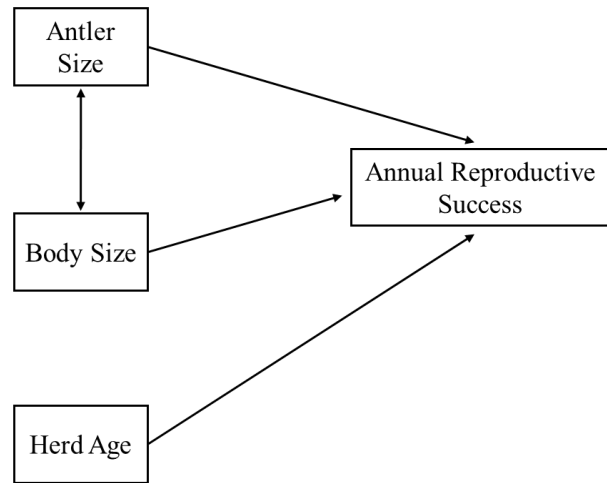 Antler
Size
Annual Reproductive
Success
Body Size
Herd Age